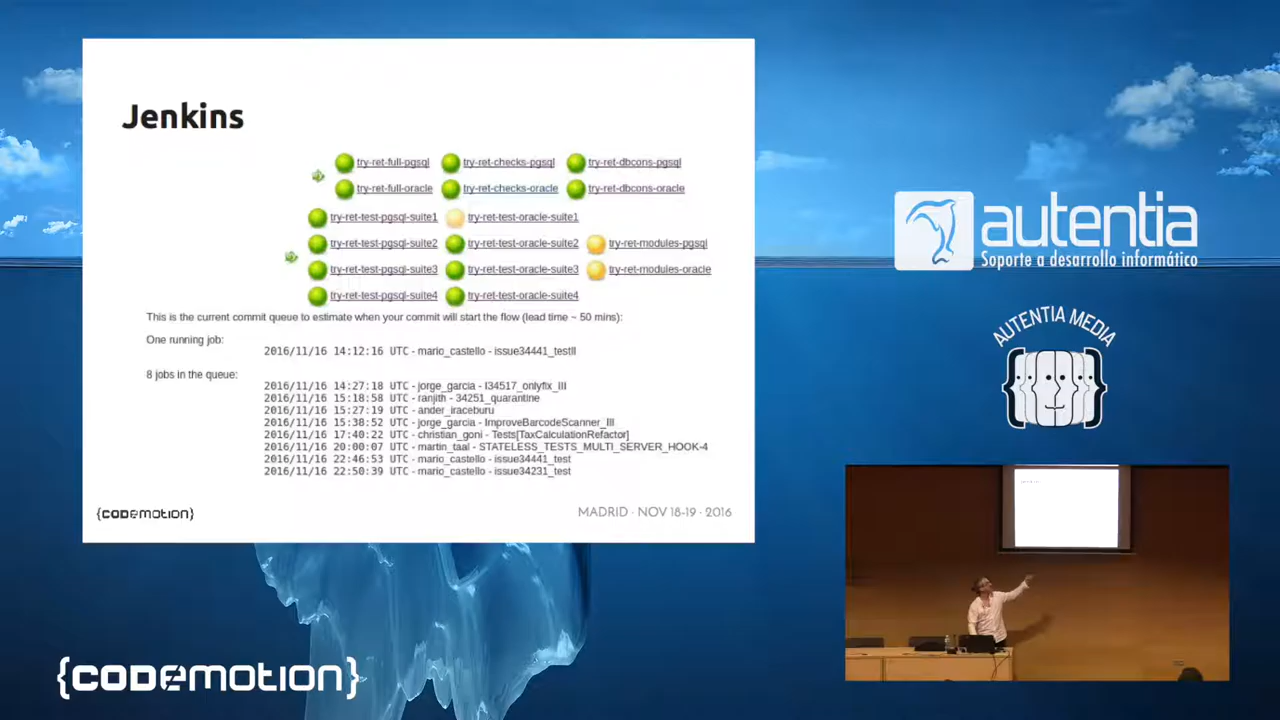 Jenkins
try-ret-full-pgsql try-ret-checks-pgsql try-ret-dbcons-pgsql
try-ret-full-oracle try-ret-checks-oracle try-ret-dbcons-oracle
try-ret-test-pgsql-suite1 try-ret-test-oracle-suite1
try-ret-test-pgsql-suite2 try-ret-test-oracle-suite2 try-ret-modules-pgsql
try-ret-test-pgsql-suite3 try-ret-test-oracle-suite3 try-ret-modules-oracle
try-ret-test-pgsql-suite4 try-ret-test-oracle-suite4
This is the current commit queue to estimate when your commit will start the flow (lead time ~ 50 mins):
One running job:
2016/11/16 14:12:16 UTC - mario_castello - issue34441_testII
8 jobs in the queue:
2016/11/16 14:27:18 UTC - jorge_garcia - I34517_onlyfix_III
2016/11/16 15:18:58 UTC - ranjith - 34251_quarantine
2016/11/16 15:27:19 UTC - ander_iraceburu
2016/11/16 15:38:52 UTC - jorge_garcia - ImproveBarcodeScanner_III
2016/11/16 17:40:22 UTC - christian_goni - Tests[TaxCalculationRefactor]
2016/11/16 20:00:07 UTC - martin_taal - STATELESS_TESTS_MULTI_SERVER_HOOK-4
2016/11/16 22:46:53 UTC - mario_castello - issue34441_test
2016/11/16 22:50:39 UTC - mario_castello - issue34231_test
{CODEMOTION}
MADRID · NOV 18-19 · 2016
autentia
Soporte a desarrollo informático
AUTENTIA MEDIA
{CODEMOTION}